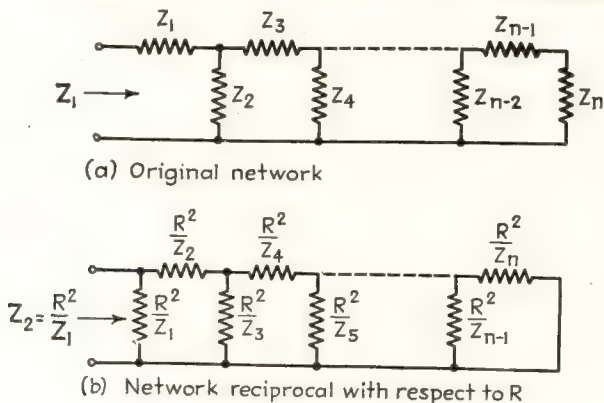 Z₁ Z₃ Zₙ₋₁
Z₁ → Z₂ Z₄ Zₙ₋₂ Zₙ
(a) Original network
R²/Z₂ R²/Z₄ R²/Zₙ
Z₂ = R²/Z₁ → R²/Z₁ R²/Z₃ R²/Z₅ R²/Zₙ₋₁
(b) Network reciprocal with respect to R